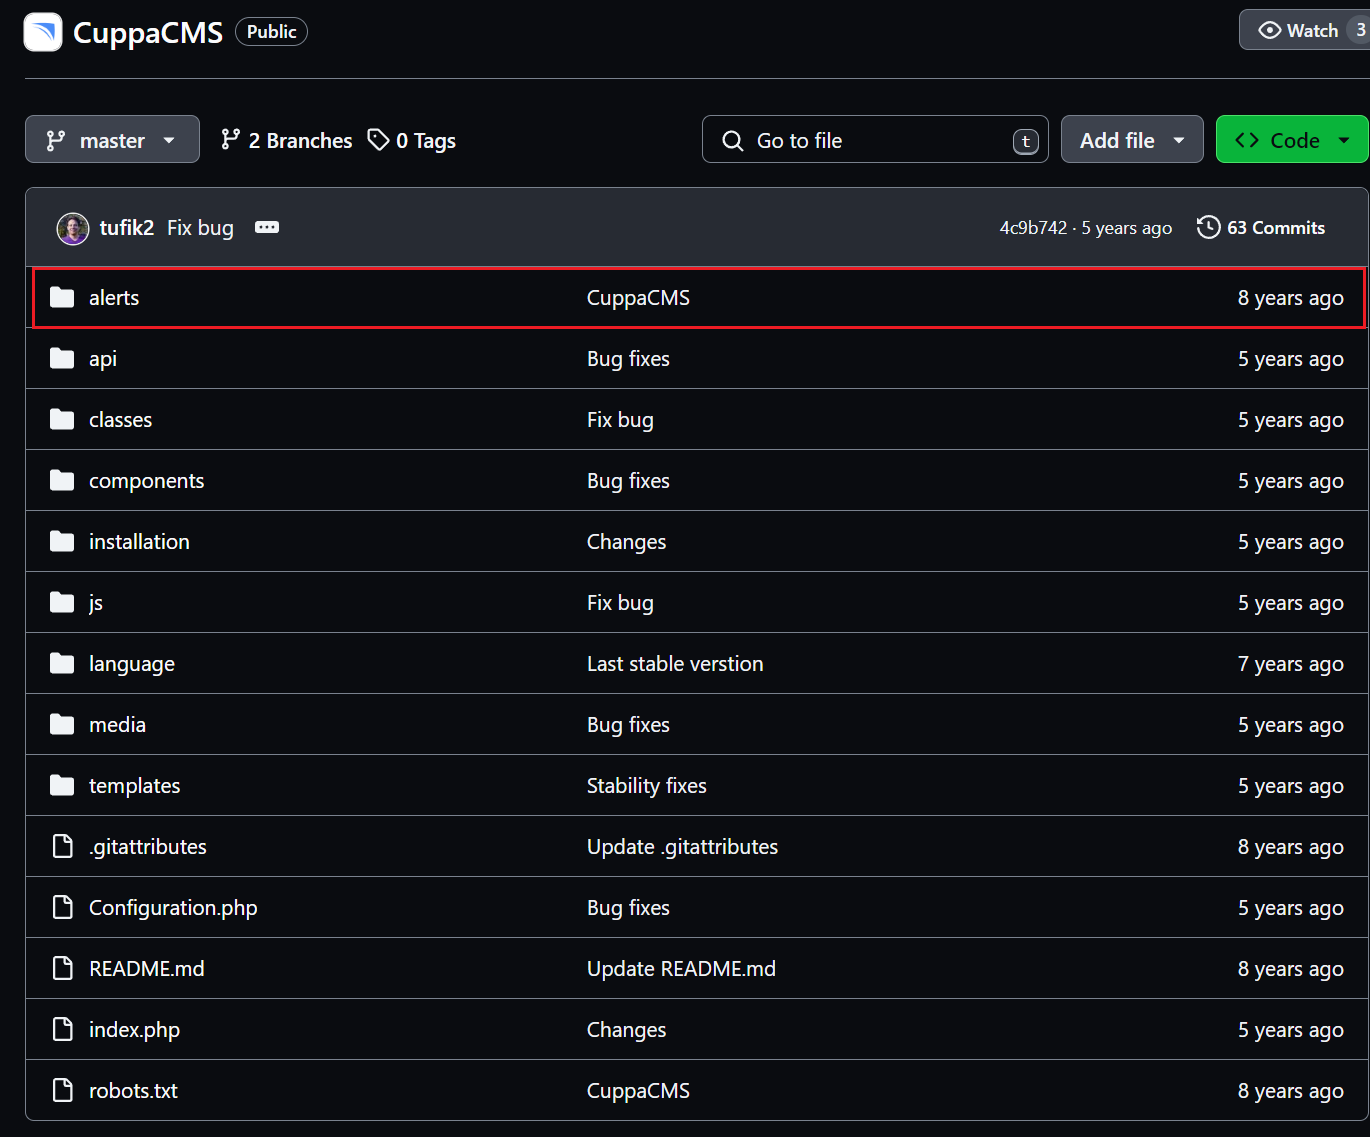 CuppaCMS Public Watch 3
master 2 Branches 0 Tags Go to file t Add file Code
tufik2 Fix bug 4c9b742 · 5 years ago 63 Commits
alerts CuppaCMS 8 years ago
api Bug fixes 5 years ago
classes Fix bug 5 years ago
components Bug fixes 5 years ago
installation Changes 5 years ago
js Fix bug 5 years ago
language Last stable verstion 7 years ago
media Bug fixes 5 years ago
templates Stability fixes 5 years ago
.gitattributes Update .gitattributes 8 years ago
Configuration.php Bug fixes 5 years ago
README.md Update README.md 8 years ago
index.php Changes 5 years ago
robots.txt CuppaCMS 8 years ago